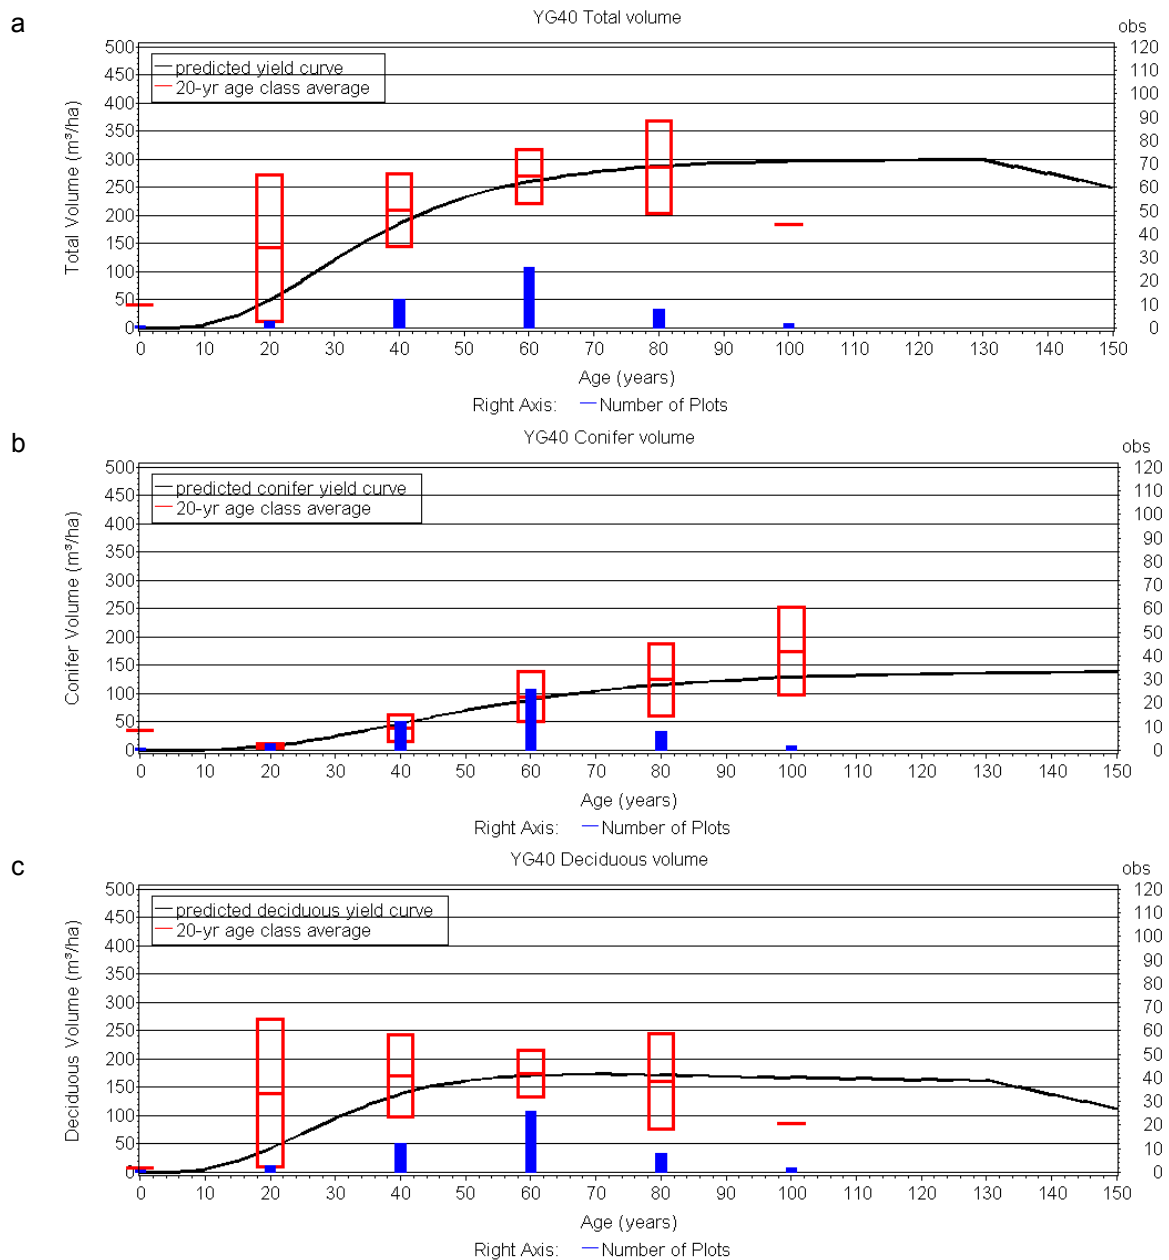 a
YG40 Total volume
obs
predicted yield curve
20-yr age class average
Total Volume (m³/ha)
500
450
400
350
300
250
200
150
100
50
0
120
110
100
90
80
70
60
50
40
30
20
10
0
0 10 20 30 40 50 60 70 80 90 100 110 120 130 140 150
Age (years)
Right Axis: Number of Plots
b
YG40 Conifer volume
obs
predicted conifer yield curve
20-yr age class average
Conifer Volume (m³/ha)
500
450
400
350
300
250
200
150
100
50
0
120
110
100
90
80
70
60
50
40
30
20
10
0
0 10 20 30 40 50 60 70 80 90 100 110 120 130 140 150
Age (years)
Right Axis: Number of Plots
c
YG40 Deciduous volume
obs
predicted deciduous yield curve
20-yr age class average
Deciduous Volume (m³/ha)
500
450
400
350
300
250
200
150
100
50
0
120
110
100
90
80
70
60
50
40
30
20
10
0
0 10 20 30 40 50 60 70 80 90 100 110 120 130 140 150
Age (years)
Right Axis: Number of Plots